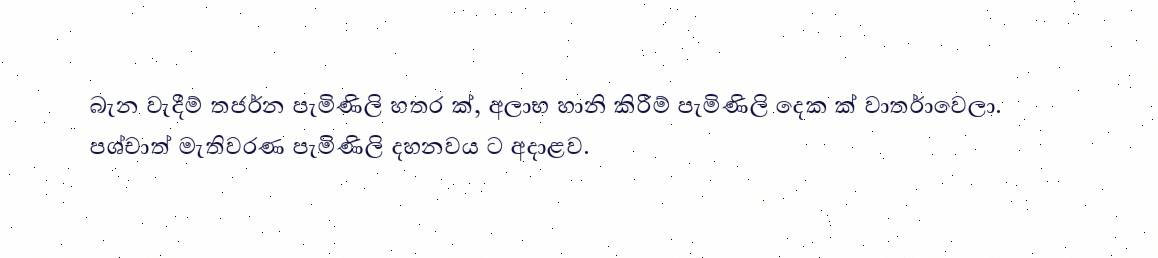 බැන වැදීම් තජර්න පැමිණිලි හතර ක්, අලාභ හානි කිරීම් පැමිණිලි දෙක ක් වාතර්‍ාවෙලා.
පශ්චාත් මැතිවරණ පැමිණිලි දහනවය ට අදාළව.